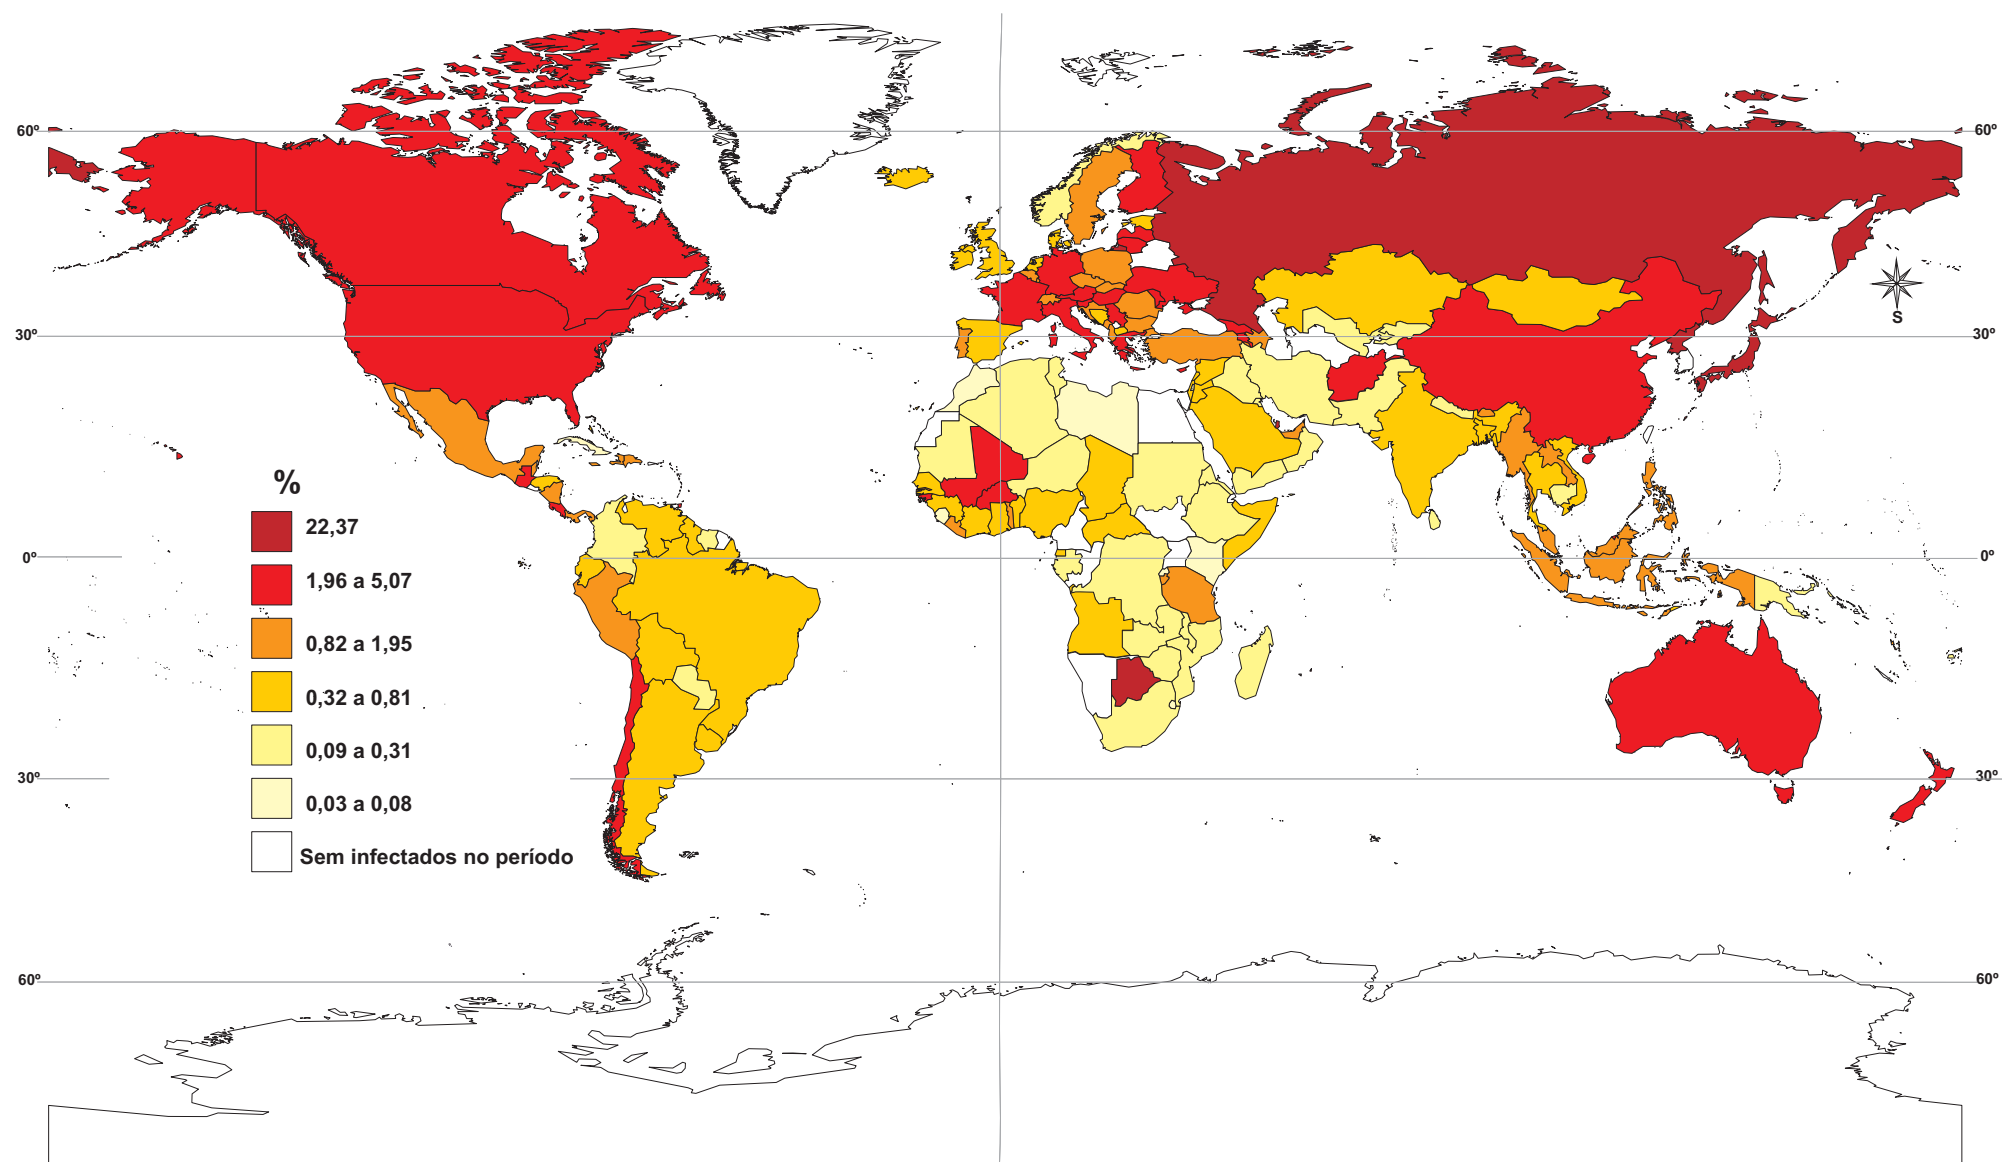 60º 60º
30º 30º
S
%
22,37
0º 0º
1,96 a 5,07
0,82 a 1,95
0,32 a 0,81
0,09 a 0,31
30º 30º
0,03 a 0,08
Sem infectados no período
60º 60º